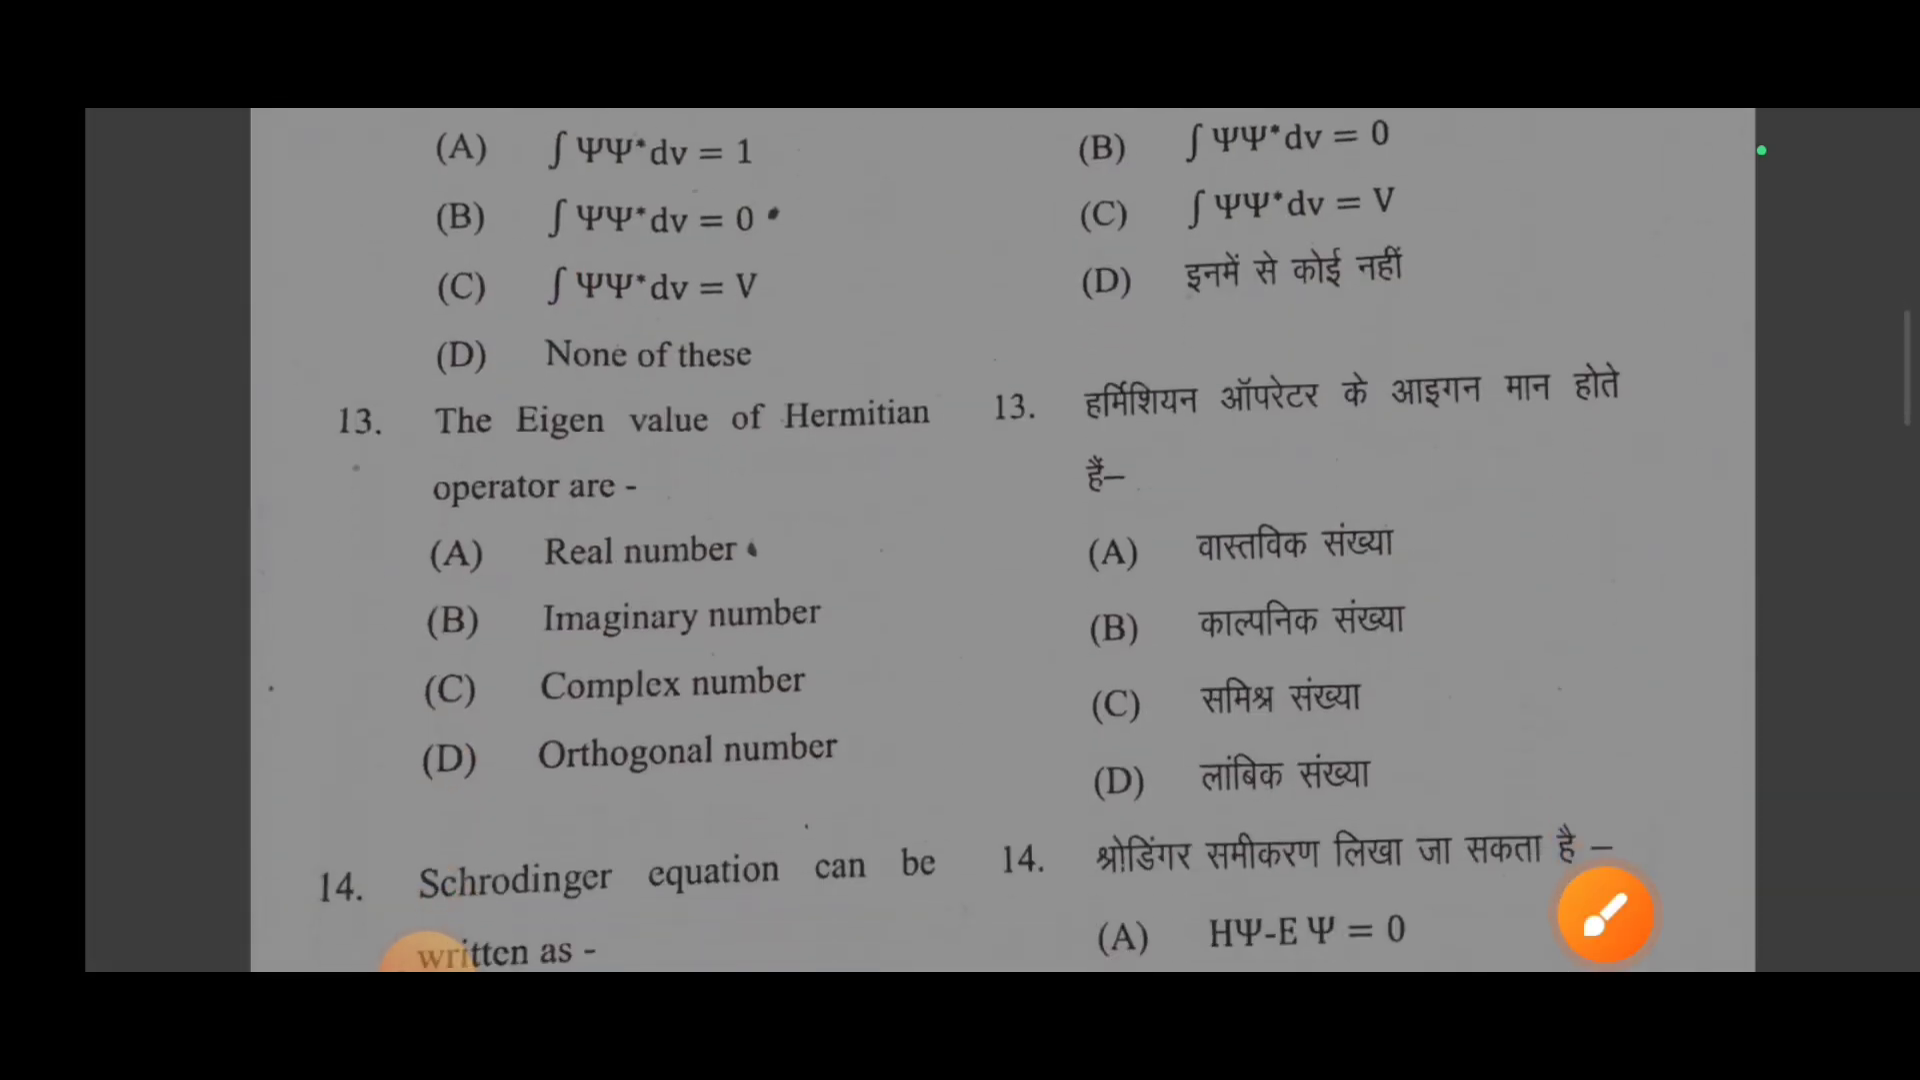 (A) ∫ ΨΨ*dv = 1
(B) ∫ ΨΨ*dv = 0
(C) ∫ ΨΨ*dv = V
(D) None of these
13. The Eigen value of Hermitian
operator are -
(A) Real number
(B) Imaginary number
(C) Complex number
(D) Orthogonal number
14. Schrodinger equation can be
written as -
(B) ∫ ΨΨ*dv = 0
(C) ∫ ΨΨ*dv = V
(D) इनमें से कोई नहीं
13. हर्मिशियन ऑपरेटर के आइगन मान होते
हैं–
(A) वास्तविक संख्या
(B) काल्पनिक संख्या
(C) समिश्र संख्या
(D) लांबिक संख्या
14. श्रोडिंगर समीकरण लिखा जा सकता है –
(A) HΨ-E Ψ = 0